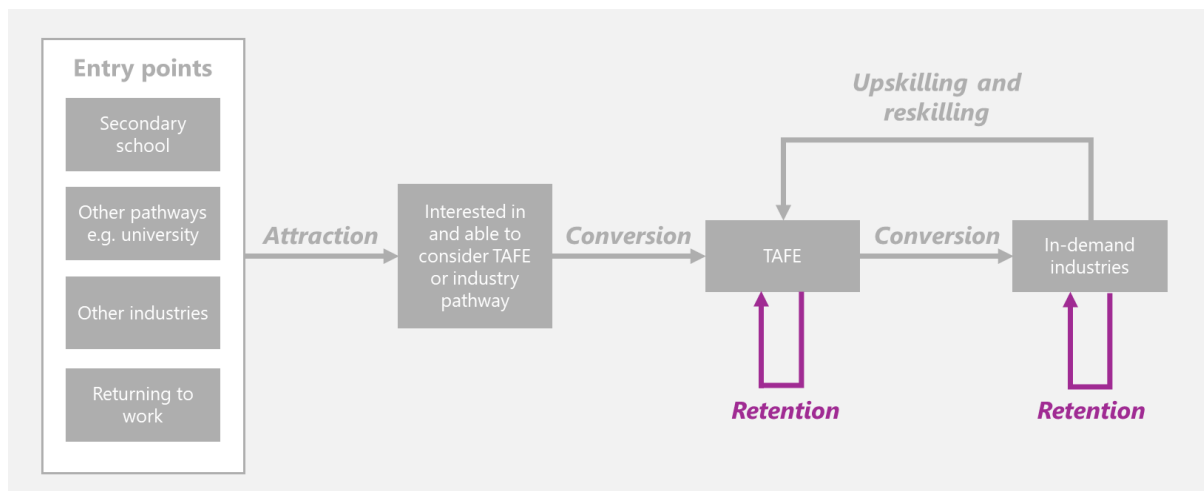 Entry points
Secondary
school
Other pathways
e.g. university
Other industries
Returning to
work
Attraction
Interested in
and able to
consider TAFE
or industry
pathway
Conversion
TAFE
Conversion
In-demand
industries
Upskilling and
reskilling
Retention
Retention